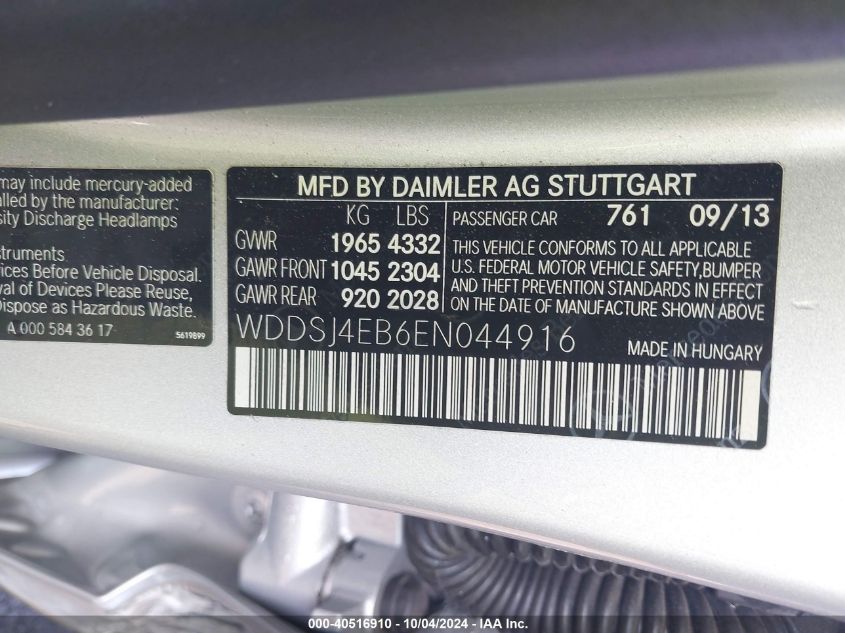 may include mercury-added
lled by the manufacturer:
sity Discharge Headlamps
struments
ices Before Vehicle Disposal.
al of Devices Please Reuse,
Dispose as Hazardous Waste.
A 000 584 36 17
5619899
MFD BY DAIMLER AG STUTTGART
KG LBS
GVWR 1965 4332
GAWR FRONT 1045 2304
GAWR REAR 920 2028
PASSENGER CAR 761 09/13
THIS VEHICLE CONFORMS TO ALL APPLICABLE
U.S. FEDERAL MOTOR VEHICLE SAFETY,BUMPER
AND THEFT PREVENTION STANDARDS IN EFFECT
ON THE DATE OF MANUFACTURE SHOWN ABOVE
WDDSJ4EB6EN044916
MADE IN HUNGARY
000-40516910 - 10/04/2024 - IAA Inc.